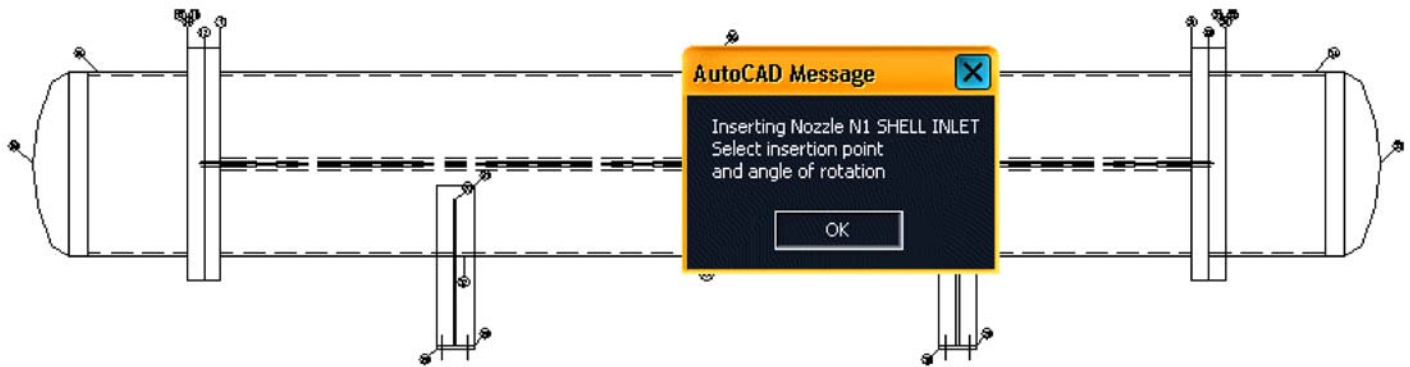 AutoCAD Message
Inserting Nozzle N1 SHELL INLET
Select insertion point
and angle of rotation
OK